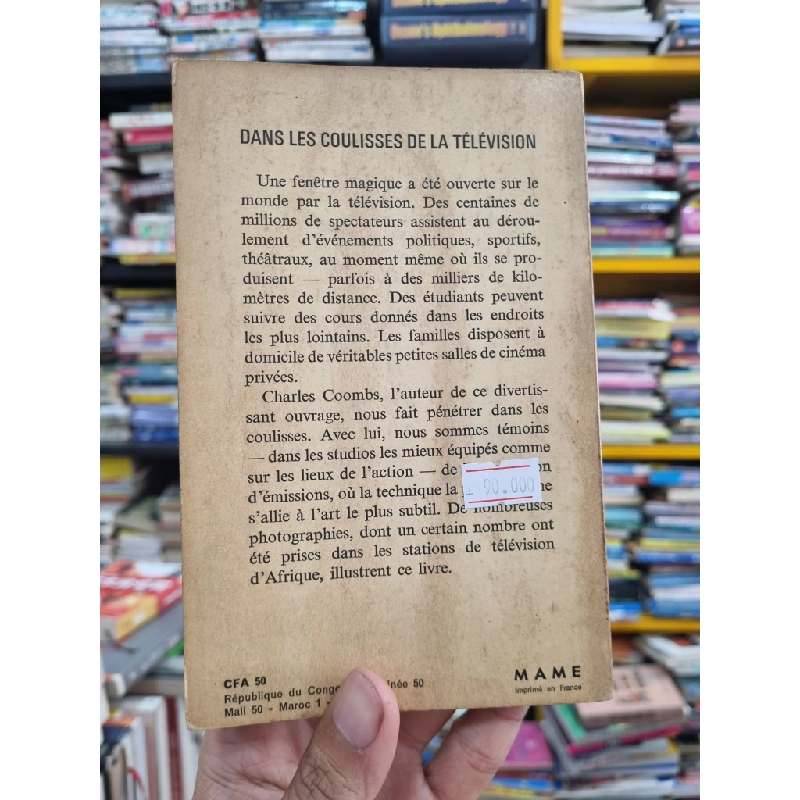 DANS LES COULISSES DE LA TÉLÉVISION
Une fenêtre magique a été ouverte sur le
monde par la télévision. Des centaines de
millions de spectateurs assistent au dérou-
lement d'événements politiques, sportifs,
théâtraux, au moment même où ils se pro-
duisent — parfois à des milliers de kilo-
mètres de distance. Des étudiants peuvent
suivre des cours donnés dans les endroits
les plus lointains. Les familles disposent à
domicile de véritables petites salles de cinéma
privées.
Charles Coombs, l'auteur de ce divertis-
sant ouvrage, nous fait pénétrer dans les
coulisses. Avec lui, nous sommes témoins
— dans les studios les mieux équipés comme
sur les lieux de l'action — de
d'émissions, où la technique la
90.000
s'allie à l'art le plus subtil. De nombreuses
photographies, dont un certain nombre ont
été prises dans les stations de télévision
d'Afrique, illustrent ce livre.
CFA 50
République du Congo 50
Mali 50 - Maroc 1 -
MAME
Imprimé en France